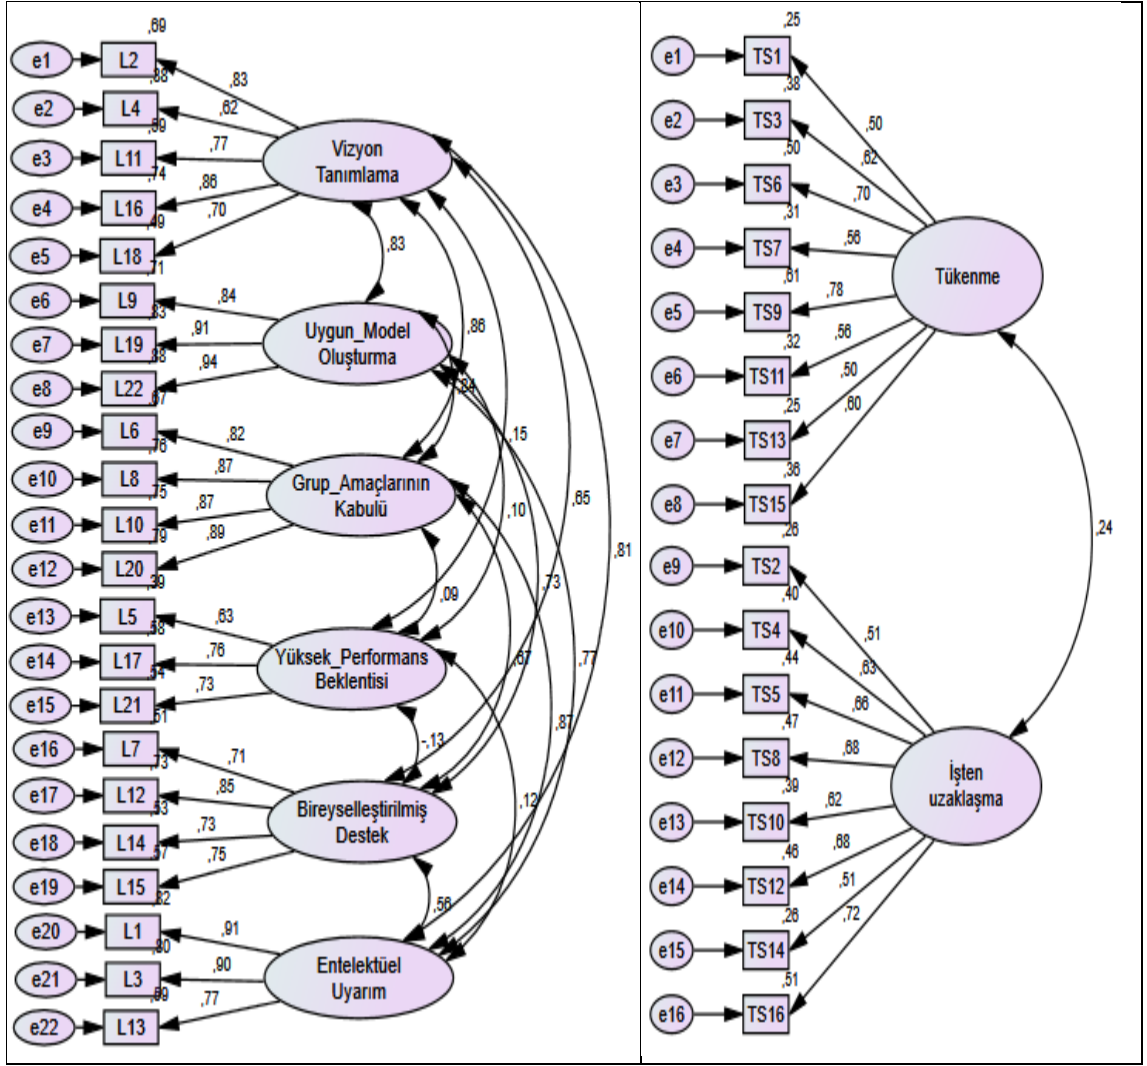 ,69
e1 L2 ,83
e2 L4 ,62
,59
e3 L11 ,77
,74
e4 L16 ,86
,49
e5 L18 ,70
Vizyon
Tanımlama
,83
,71
e6 L9 ,84
,83
e7 L19 ,91
,88
e8 L22 ,94
Uygun_Model
Oluşturma
,86
,84
,67
e9 L6 ,82
,76
e10 L8 ,87
,75
e11 L10 ,87
,79
e12 L20 ,89
Grup_Amaçlarının
Kabulü
,15
,10
,65
,81
,73
,09
,39
e13 L5 ,63
,58
e14 L17 ,76
,54
e15 L21 ,73
Yüksek_Performans
Beklentisi
,67
,77
,87
-,13
,12
,51
e16 L7 ,71
,73
e17 L12 ,85
,53
e18 L14 ,73
,57
e19 L15 ,75
Bireyselleştirilmiş
Destek
,56
,82
e20 L1 ,91
,80
e21 L3 ,90
,59
e22 L13 ,77
Entelektüel
Uyarım
,25
e1 TS1 ,50
,38
e2 TS3 ,62
,50
e3 TS6 ,70
,31
e4 TS7 ,56
,61
e5 TS9 ,78
,32
e6 TS11 ,56
,25
e7 TS13 ,50
,36
e8 TS15 ,60
Tükenme
,24
,26
e9 TS2 ,51
,40
e10 TS4 ,63
,44
e11 TS5 ,66
,47
e12 TS8 ,68
,39
e13 TS10 ,62
,46
e14 TS12 ,68
,26
e15 TS14 ,51
,51
e16 TS16 ,72
İşten
uzaklaşma